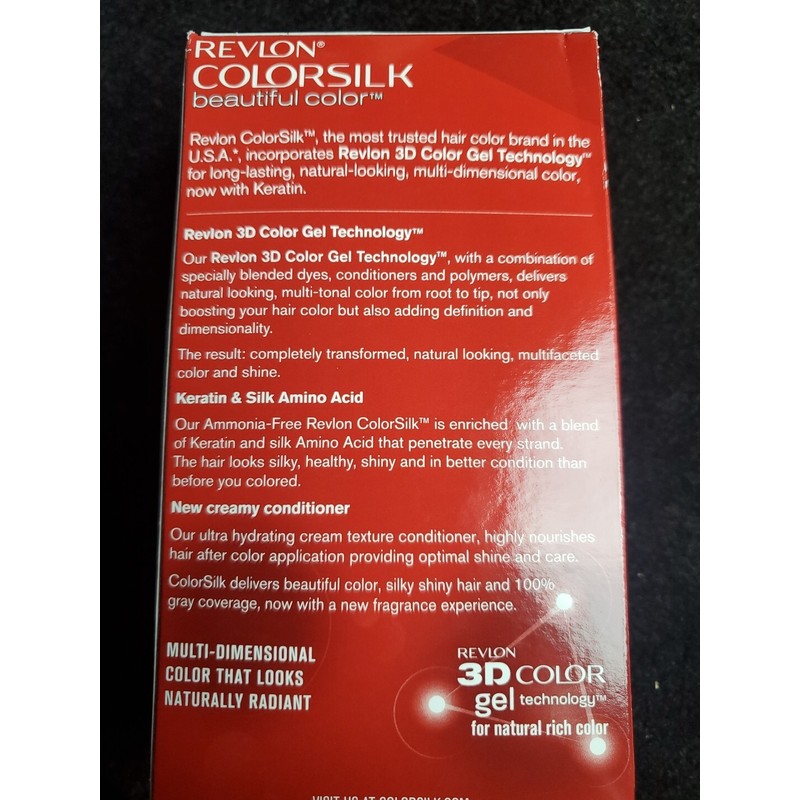 REVLON®
COLORSILK
beautiful color™
Revlon ColorSilk™, the most trusted hair color brand in the
U.S.A.*, incorporates Revlon 3D Color Gel Technology™
for long-lasting, natural-looking, multi-dimensional color,
now with Keratin.
Revlon 3D Color Gel Technology™
Our Revlon 3D Color Gel Technology™, with a combination of
specially blended dyes, conditioners and polymers, delivers
natural looking, multi-tonal color from root to tip, not only
boosting your hair color but also adding definition and
dimensionality.
The result: completely transformed, natural looking, multifaceted
color and shine.
Keratin & Silk Amino Acid
Our Ammonia-Free Revlon ColorSilk™ is enriched with a blend
of Keratin and silk Amino Acid that penetrate every strand.
The hair looks silky, healthy, shiny and in better condition than
before you colored.
New creamy conditioner
Our ultra hydrating cream texture conditioner, highly nourishes
hair after color application providing optimal shine and care.
ColorSilk delivers beautiful color, silky shiny hair and 100%
gray coverage, now with a new fragrance experience.
MULTI-DIMENSIONAL
COLOR THAT LOOKS
NATURALLY RADIANT
REVLON
3D COLOR
gel technology™
for natural rich color
VISIT US AT COLORSILK.COM